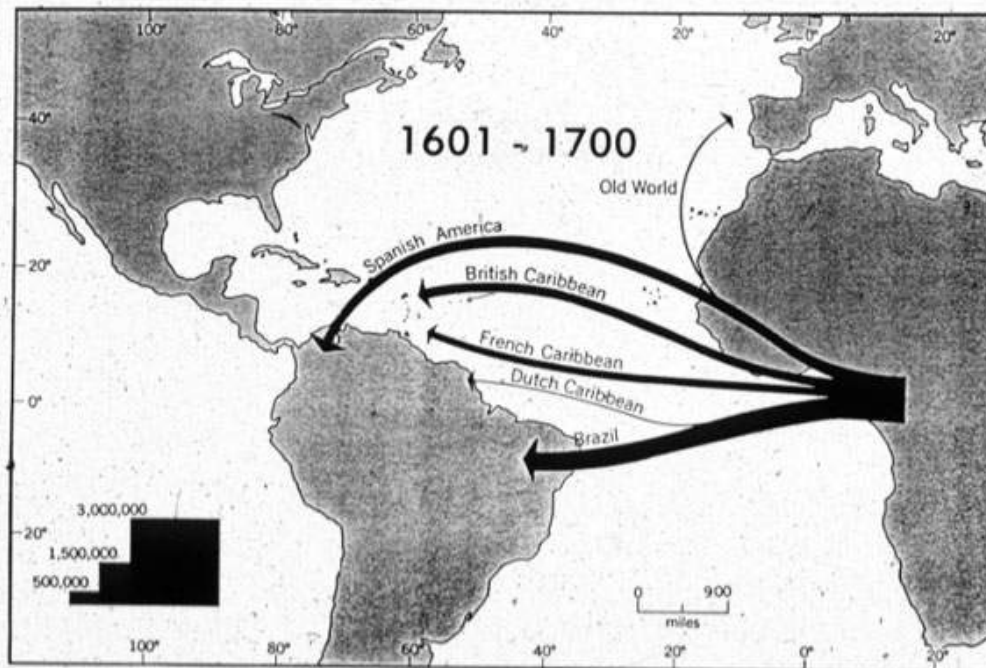 100° 80° 60° 40° 20° 0° 20°
40°
1601 - 1700
Old World
Spanish America
20°
British Caribbean
French Caribbean
Dutch Caribbean
0°
Brazil
3,000,000
20°
1,500,000
500,000
0 900
miles
100° 80° 60° 40° 20° 0° 20°